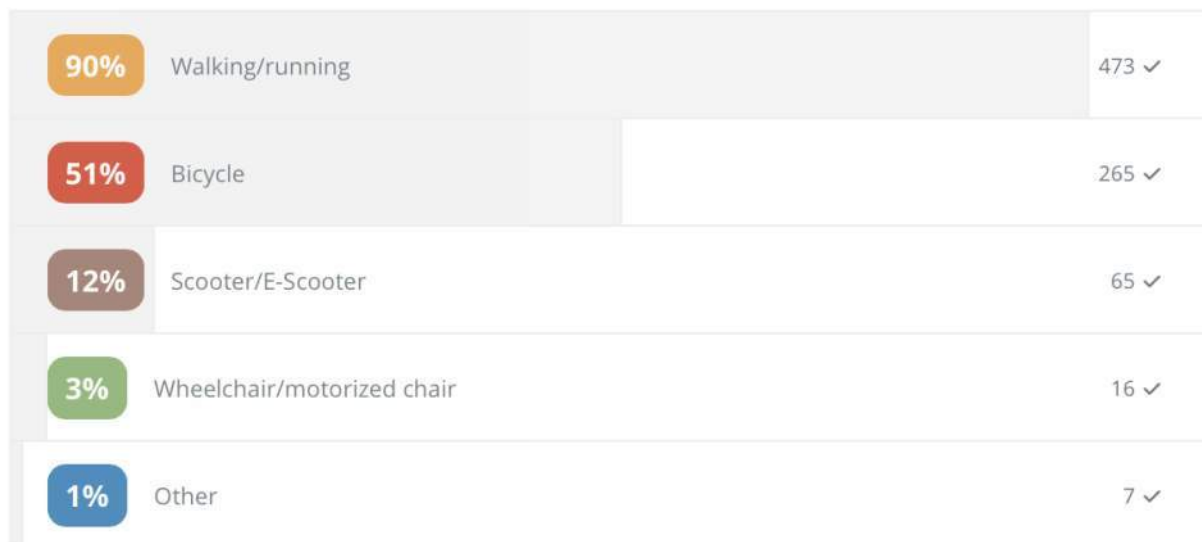 90% Walking/running 473 ✓
51% Bicycle 265 ✓
12% Scooter/E-Scooter 65 ✓
3% Wheelchair/motorized chair 16 ✓
1% Other 7 ✓